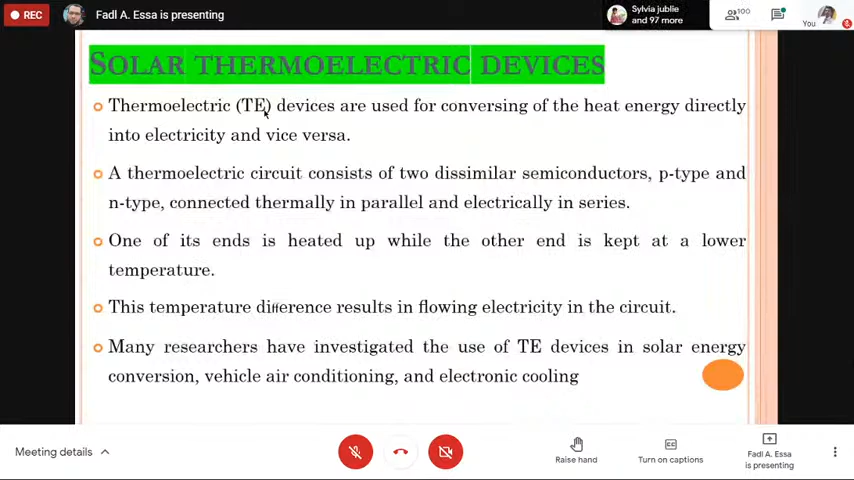 REC
Fadl A. Essa is presenting
Sylvia jublie
and 97 more
100
You
SOLAR THERMOELECTRIC DEVICES
Thermoelectric (TE) devices are used for conversing of the heat energy directly
into electricity and vice versa.
A thermoelectric circuit consists of two dissimilar semiconductors, p-type and
n-type, connected thermally in parallel and electrically in series.
One of its ends is heated up while the other end is kept at a lower
temperature.
This temperature difference results in flowing electricity in the circuit.
Many researchers have investigated the use of TE devices in solar energy
conversion, vehicle air conditioning, and electronic cooling
Meeting details
Raise hand
CC
Turn on captions
Fadl A. Essa
is presenting